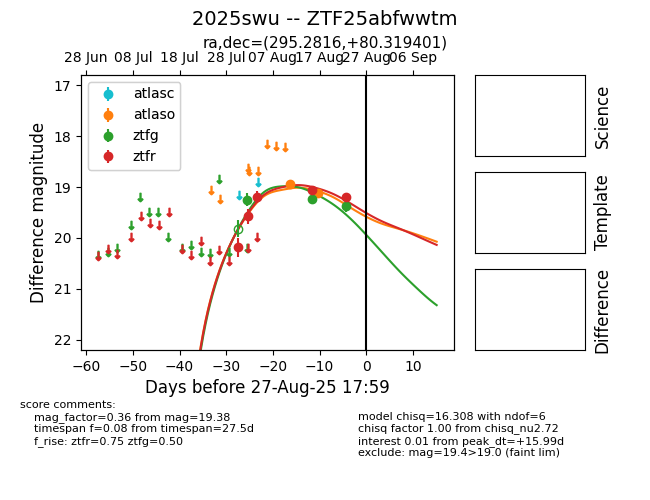 2025swu -- ZTF25abfwwtm
ra,dec=(295.2816,+80.319401)
28 Jun 08 Jul 18 Jul 28 Jul 07 Aug 17 Aug 27 Aug 06 Sep
atlasc
atlaso
ztfg
ztfr
17
18
19
20
21
22
Difference magnitude
−60 −50 −40 −30 −20 −10 0 10
Days before 27-Aug-25 17:59
Science
Template
Difference
score comments:
mag_factor=0.36 from mag=19.38
timespan f=0.08 from timespan=27.5d
f_rise: ztfr=0.75 ztfg=0.50
model chisq=16.308 with ndof=6
chisq factor 1.00 from chisq_nu2.72
interest 0.01 from peak_dt=+15.99d
exclude: mag=19.4>19.0 (faint lim)